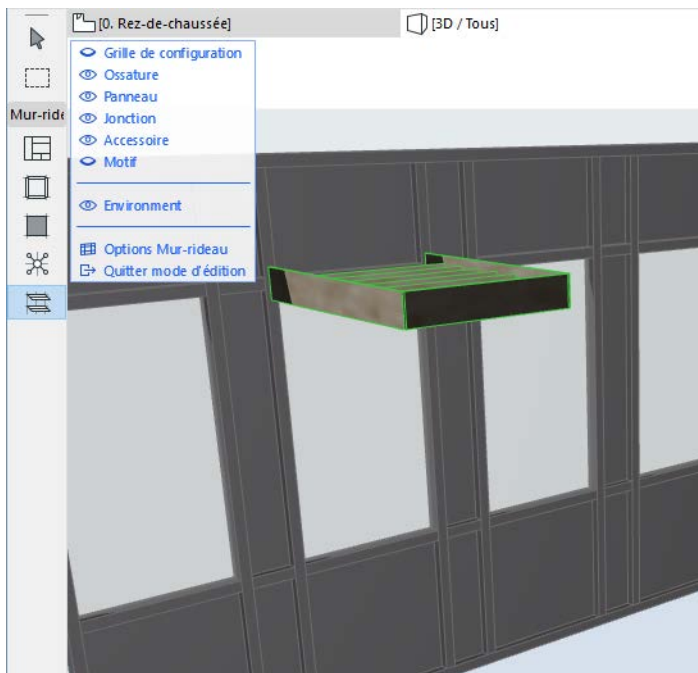 [0. Rez-de-chaussée]
[3D / Tous]
Grille de configuration
Ossature
Panneau
Jonction
Accessoire
Motif
Environment
Options Mur-rideau
Quitter mode d'édition
Mur-ride